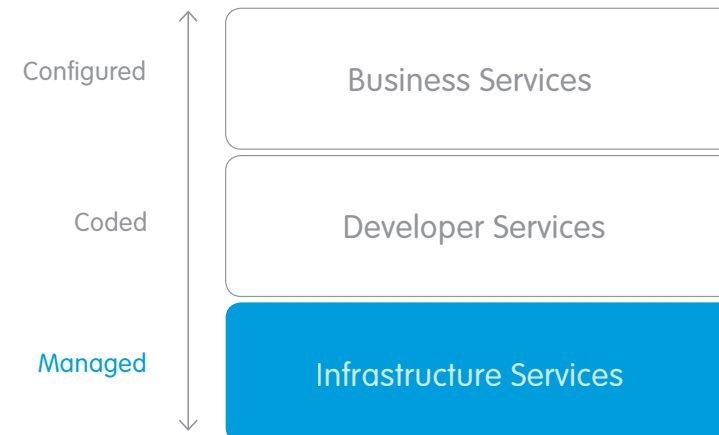 Configured
Business Services
Coded
Developer Services
Managed
Infrastructure Services